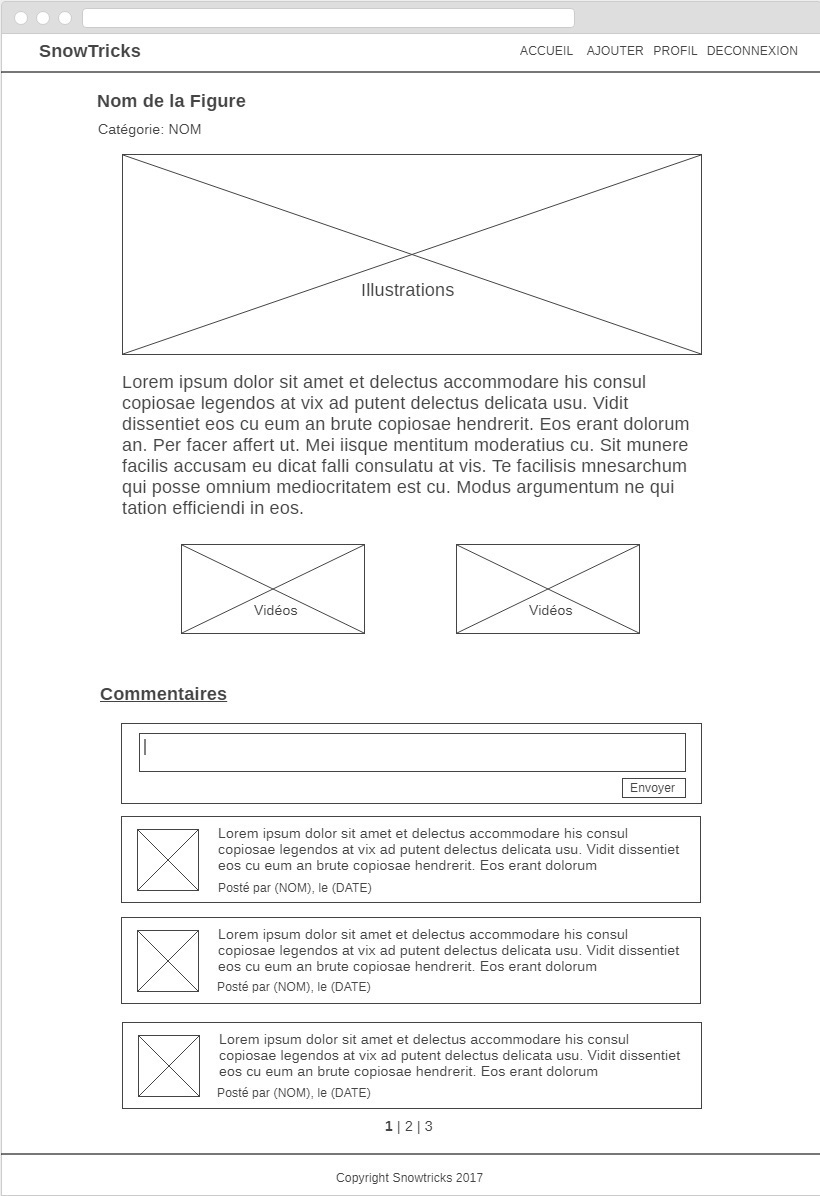 SnowTricks
ACCUEIL AJOUTER PROFIL DECONNEXION
Nom de la Figure
Catégorie: NOM
Illustrations
Lorem ipsum dolor sit amet et delectus accommodare his consul
copiosae legendos at vix ad putent delectus delicata usu. Vidit
dissentiet eos cu eum an brute copiosae hendrerit. Eos erant dolorum
an. Per facer affert ut. Mei iisque mentitum moderatius cu. Sit munere
facilis accusam eu dicat falli consulatu at vis. Te facilisis mnesarchum
qui posse omnium mediocritatem est cu. Modus argumentum ne qui
tation efficiendi in eos.
Vidéos Vidéos
Commentaires
Envoyer
Lorem ipsum dolor sit amet et delectus accommodare his consul
copiosae legendos at vix ad putent delectus delicata usu. Vidit dissentiet
eos cu eum an brute copiosae hendrerit. Eos erant dolorum
Posté par (NOM), le (DATE)
Lorem ipsum dolor sit amet et delectus accommodare his consul
copiosae legendos at vix ad putent delectus delicata usu. Vidit dissentiet
eos cu eum an brute copiosae hendrerit. Eos erant dolorum
Posté par (NOM), le (DATE)
Lorem ipsum dolor sit amet et delectus accommodare his consul
copiosae legendos at vix ad putent delectus delicata usu. Vidit dissentiet
eos cu eum an brute copiosae hendrerit. Eos erant dolorum
Posté par (NOM), le (DATE)
1 | 2 | 3
Copyright Snowtricks 2017